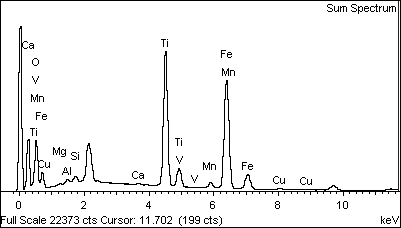 Sum Spectrum
Ca
O
V
Mn
Fe
Ti
Cu
Mg
Al
Si
Ca
Ti
Ti
V
V
Mn
Fe
Mn
Fe
Cu
Cu
0 2 4 6 8 10
Full Scale 22373 cts Cursor: 11.702 (199 cts) keV